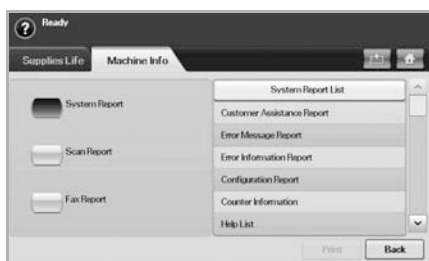 ? Ready
Supplies Life Machine Info
System Report
Scan Report
Fax Report
System Report List
Customer Assistance Report
Error Message Report
Error Information Report
Configuration Report
Counter Information
Help List
Print Back